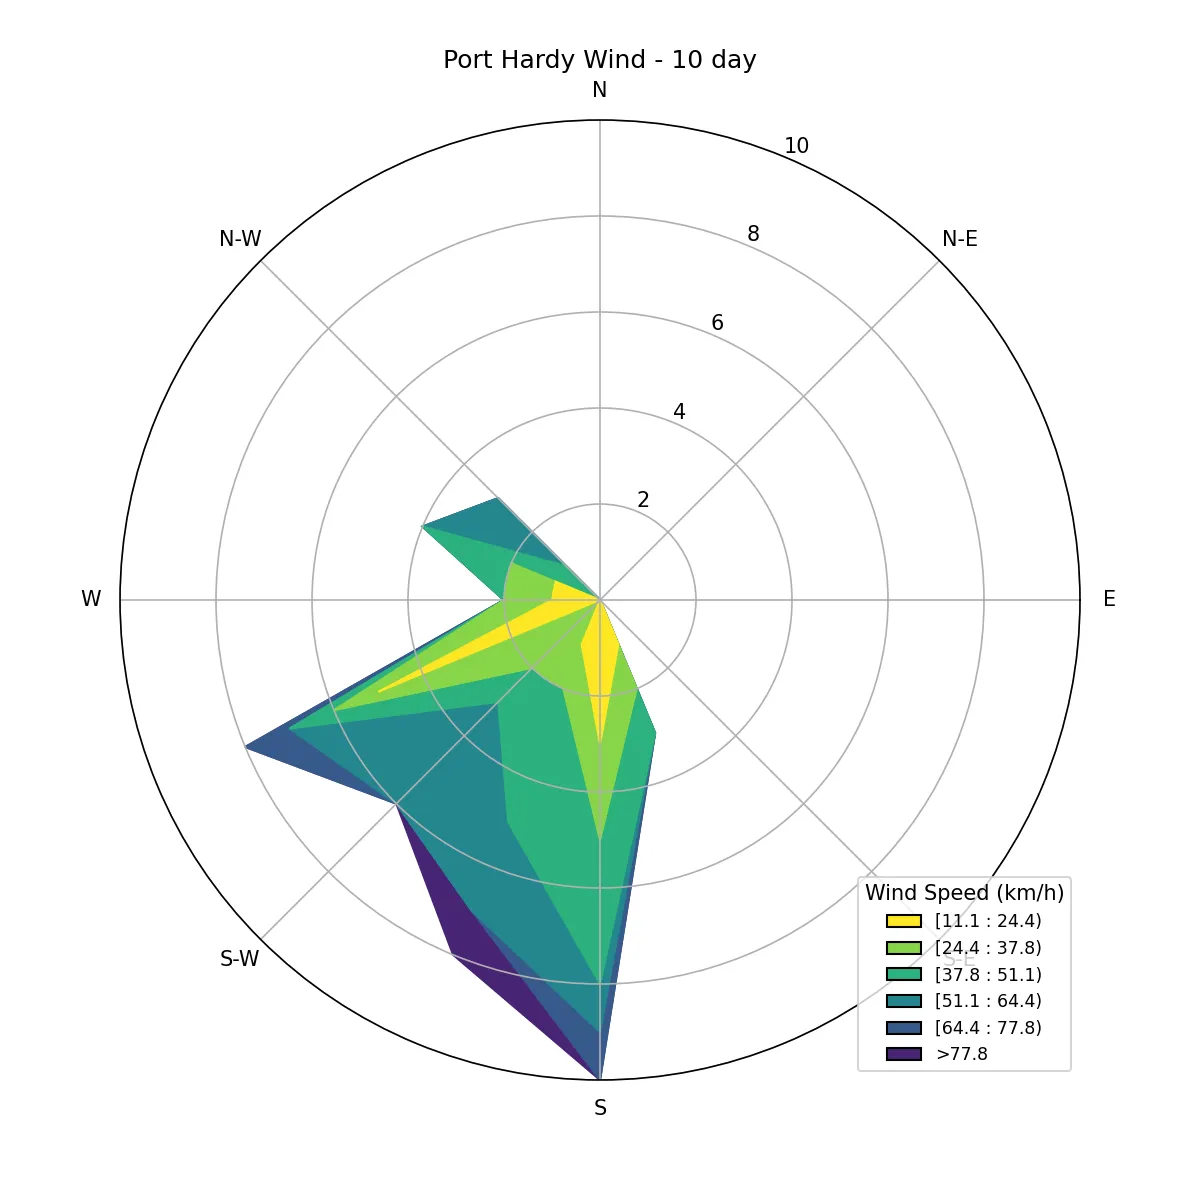 Port Hardy Wind - 10 day
N
10
N-W
N-E
8
6
4
2
W
E
S-W
S-E
S
Wind Speed (km/h)
[11.1 : 24.4)
[24.4 : 37.8)
[37.8 : 51.1)
[51.1 : 64.4)
[64.4 : 77.8)
>77.8